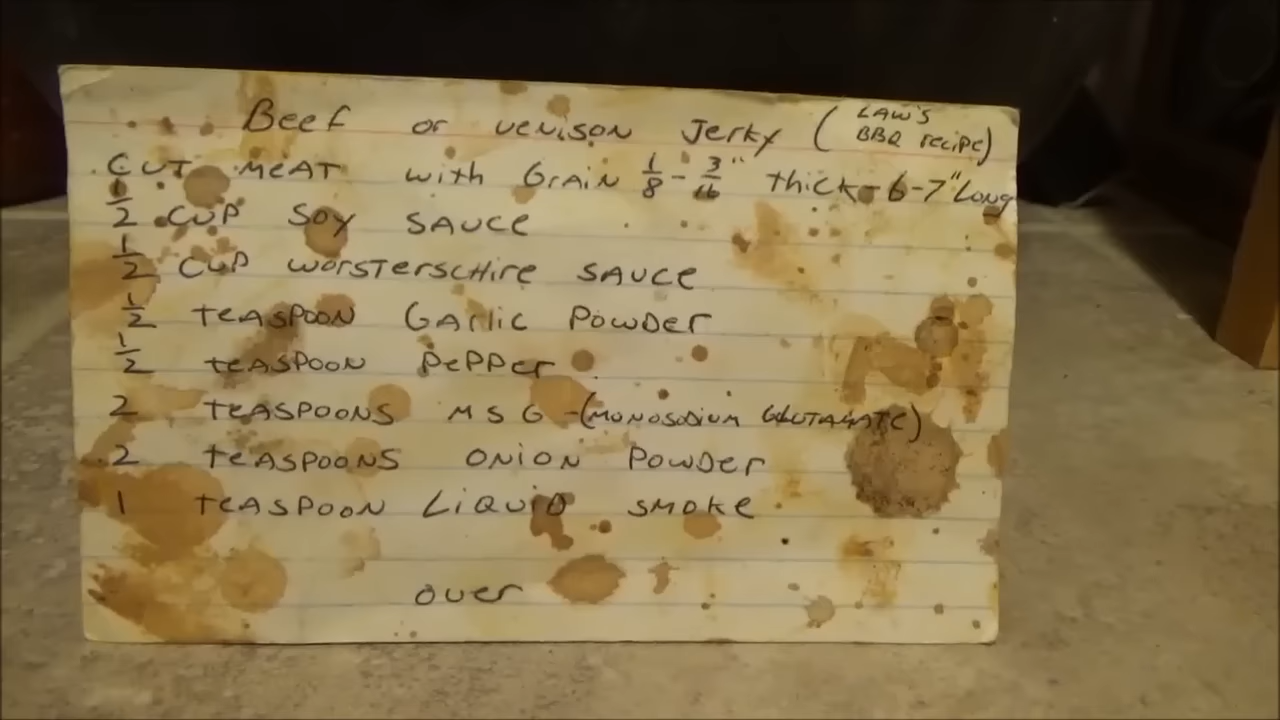 Beef or venison Jerky (LAW'S BBQ recipe)
CUT MEAT with Grain 1/8 - 3/16" thick - 6-7" Long
1/2 CUP SOY SAUCE
1/2 CUP WORSTERSCHIRE SAUCE
1/2 TEASPOON GArlic POWDER
1/2 TEASPOON PePPer
2 TEASPOONS MSG - (MONOSODIUM GLUTAMATE)
2 TEASPOONS ONION POWDER
1 TEASPOON LIQUID SMOKE
over